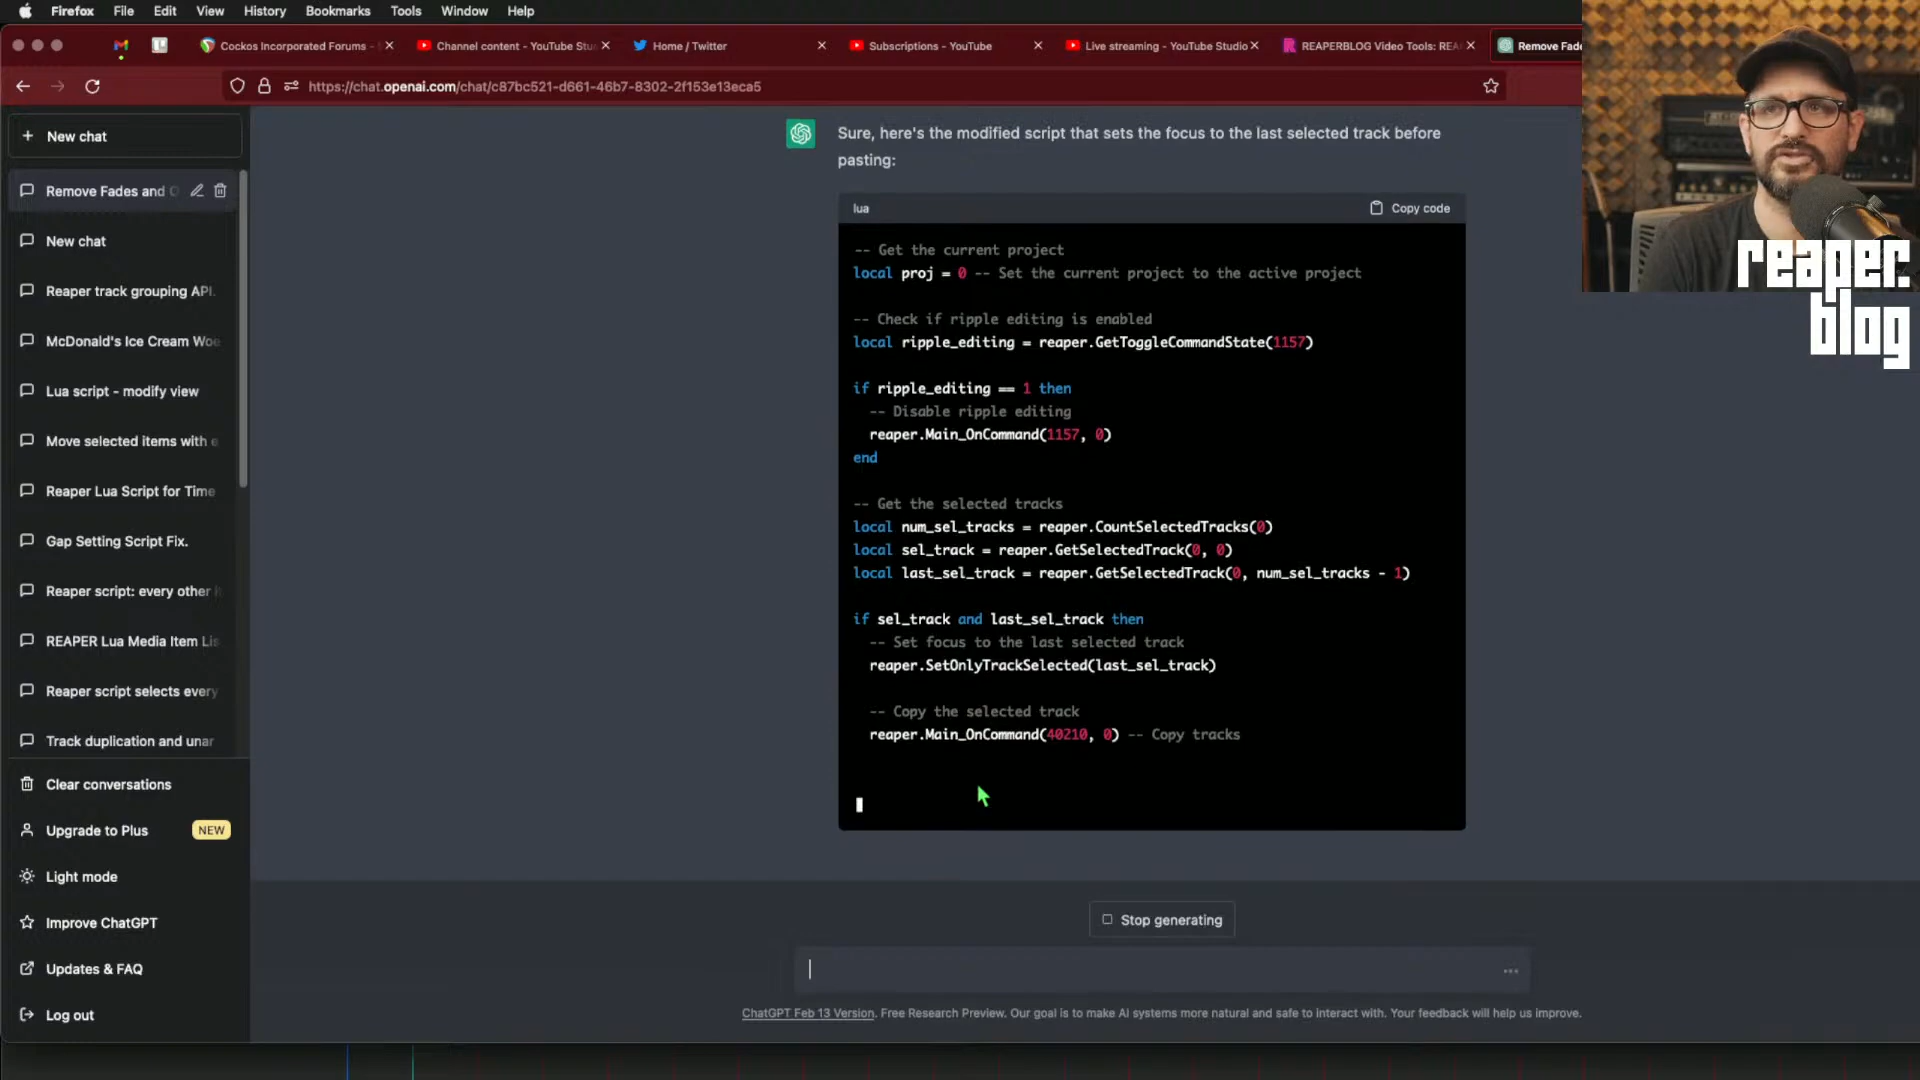 Firefox File Edit View History Bookmarks Tools Window Help
Cockos Incorporated Forums -
Channel content - YouTube Stu
Home / Twitter
Subscriptions - YouTube
Live streaming - YouTube Studio
REAPERBLOG Video Tools: REA
Remove Fade
https://chat.openai.com/chat/c87bc521-d661-46b7-8302-2f153e13eca5
+ New chat
Remove Fades and
New chat
Reaper track grouping API.
McDonald's Ice Cream Woe
Lua script - modify view
Move selected items with e
Reaper Lua Script for Time
Gap Setting Script Fix.
Reaper script: every other i
REAPER Lua Media Item Lis
Reaper script selects every
Track duplication and unar
Clear conversations
Upgrade to Plus NEW
Light mode
Improve ChatGPT
Updates & FAQ
Log out
Sure, here's the modified script that sets the focus to the last selected track before
pasting:
lua Copy code
-- Get the current project
local proj = 0 -- Set the current project to the active project
-- Check if ripple editing is enabled
local ripple_editing = reaper.GetToggleCommandState(1157)
if ripple_editing == 1 then
-- Disable ripple editing
reaper.Main_OnCommand(1157, 0)
end
-- Get the selected tracks
local num_sel_tracks = reaper.CountSelectedTracks(0)
local sel_track = reaper.GetSelectedTrack(0, 0)
local last_sel_track = reaper.GetSelectedTrack(0, num_sel_tracks - 1)
if sel_track and last_sel_track then
-- Set focus to the last selected track
reaper.SetOnlyTrackSelected(last_sel_track)
-- Copy the selected track
reaper.Main_OnCommand(40210, 0) -- Copy tracks
Stop generating
ChatGPT Feb 13 Version. Free Research Preview. Our goal is to make AI systems more natural and safe to interact with. Your feedback will help us improve.
reaper.
blog